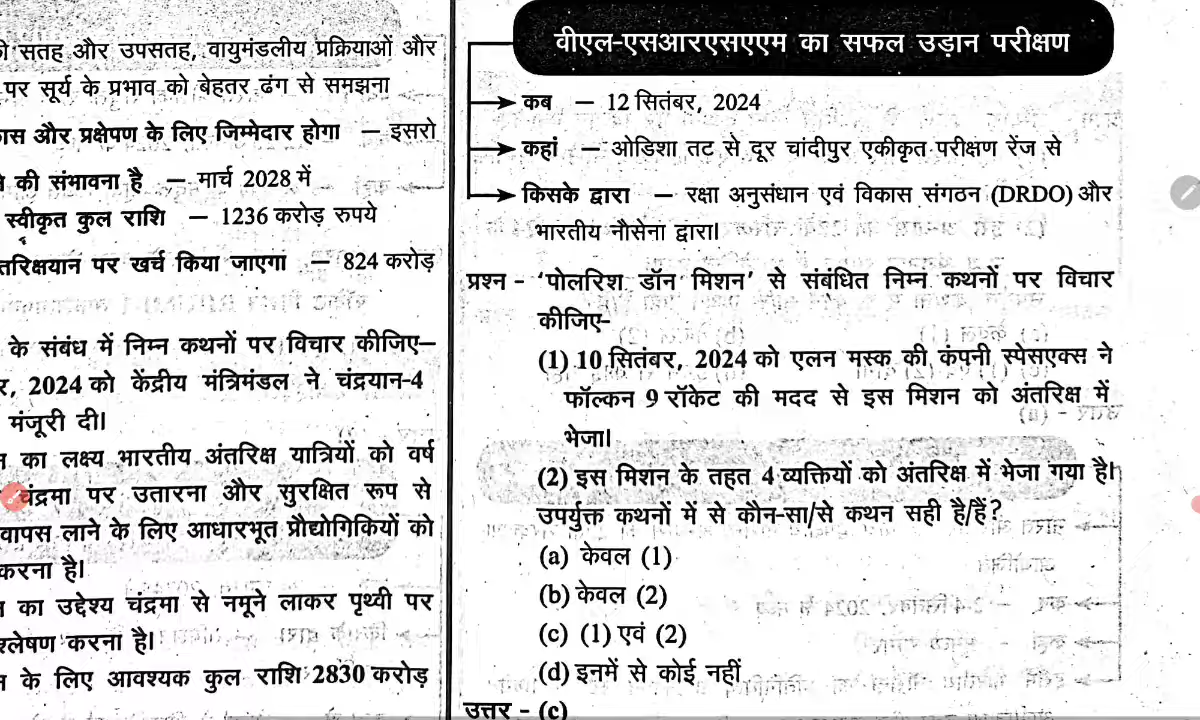 सतह और उपसतह, वायुमंडलीय प्रक्रियाओं और
पर सूर्य के प्रभाव को बेहतर ढंग से समझना
और प्रक्षेपण के लिए जिम्मेदार होगा — इसरो
की संभावना है — मार्च 2028 में
स्वीकृत कुल राशि — 1236 करोड़ रुपये
पर खर्च किया जाएगा — 824 करोड़
के संबंध में निम्न कथनों पर विचार कीजिए–
2024 को केंद्रीय मंत्रिमंडल ने चंद्रयान-4
मंजूरी दी।
का लक्ष्य भारतीय अंतरिक्ष यात्रियों को वर्ष
चंद्रमा पर उतारना और सुरक्षित रूप से
वापस लाने के लिए आधारभूत प्रौद्योगिकियों को
करना है।
का उद्देश्य चंद्रमा से नमूने लाकर पृथ्वी पर
करना है।
के लिए आवश्यक कुल राशि 2830 करोड़
वीएल-एसआरएसएएम का सफल उड़ान परीक्षण
कब — 12 सितंबर, 2024
कहां — ओडिशा तट से दूर चांदीपुर एकीकृत परीक्षण रेंज से
किसके द्वारा — रक्षा अनुसंधान एवं विकास संगठन (DRDO) और
भारतीय नौसेना द्वारा।
प्रश्न - ‘पोलरिश डॉन मिशन’ से संबंधित निम्न कथनों पर विचार
कीजिए–
(1) 10 सितंबर, 2024 को एलन मस्क की कंपनी स्पेसएक्स ने
फॉल्कन 9 रॉकेट की मदद से इस मिशन को अंतरिक्ष में
भेजा।
(2) इस मिशन के तहत 4 व्यक्तियों को अंतरिक्ष में भेजा गया है।
उपर्युक्त कथनों में से कौन-सा/से कथन सही है/हैं?
(a) केवल (1)
(b) केवल (2)
(c) (1) एवं (2)
(d) इनमें से कोई नहीं
उत्तर - (c)